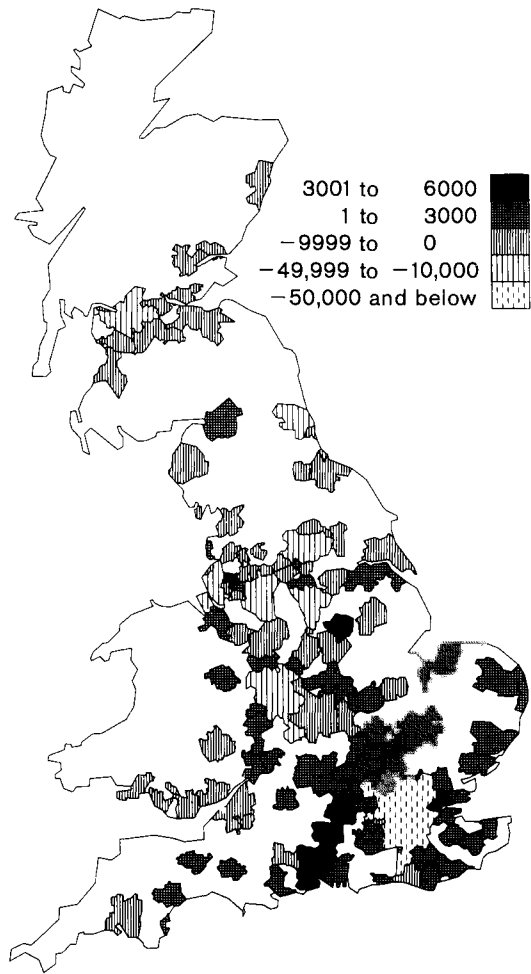 3001 to 6000
1 to 3000
−9999 to 0
−49,999 to −10,000
−50,000 and below